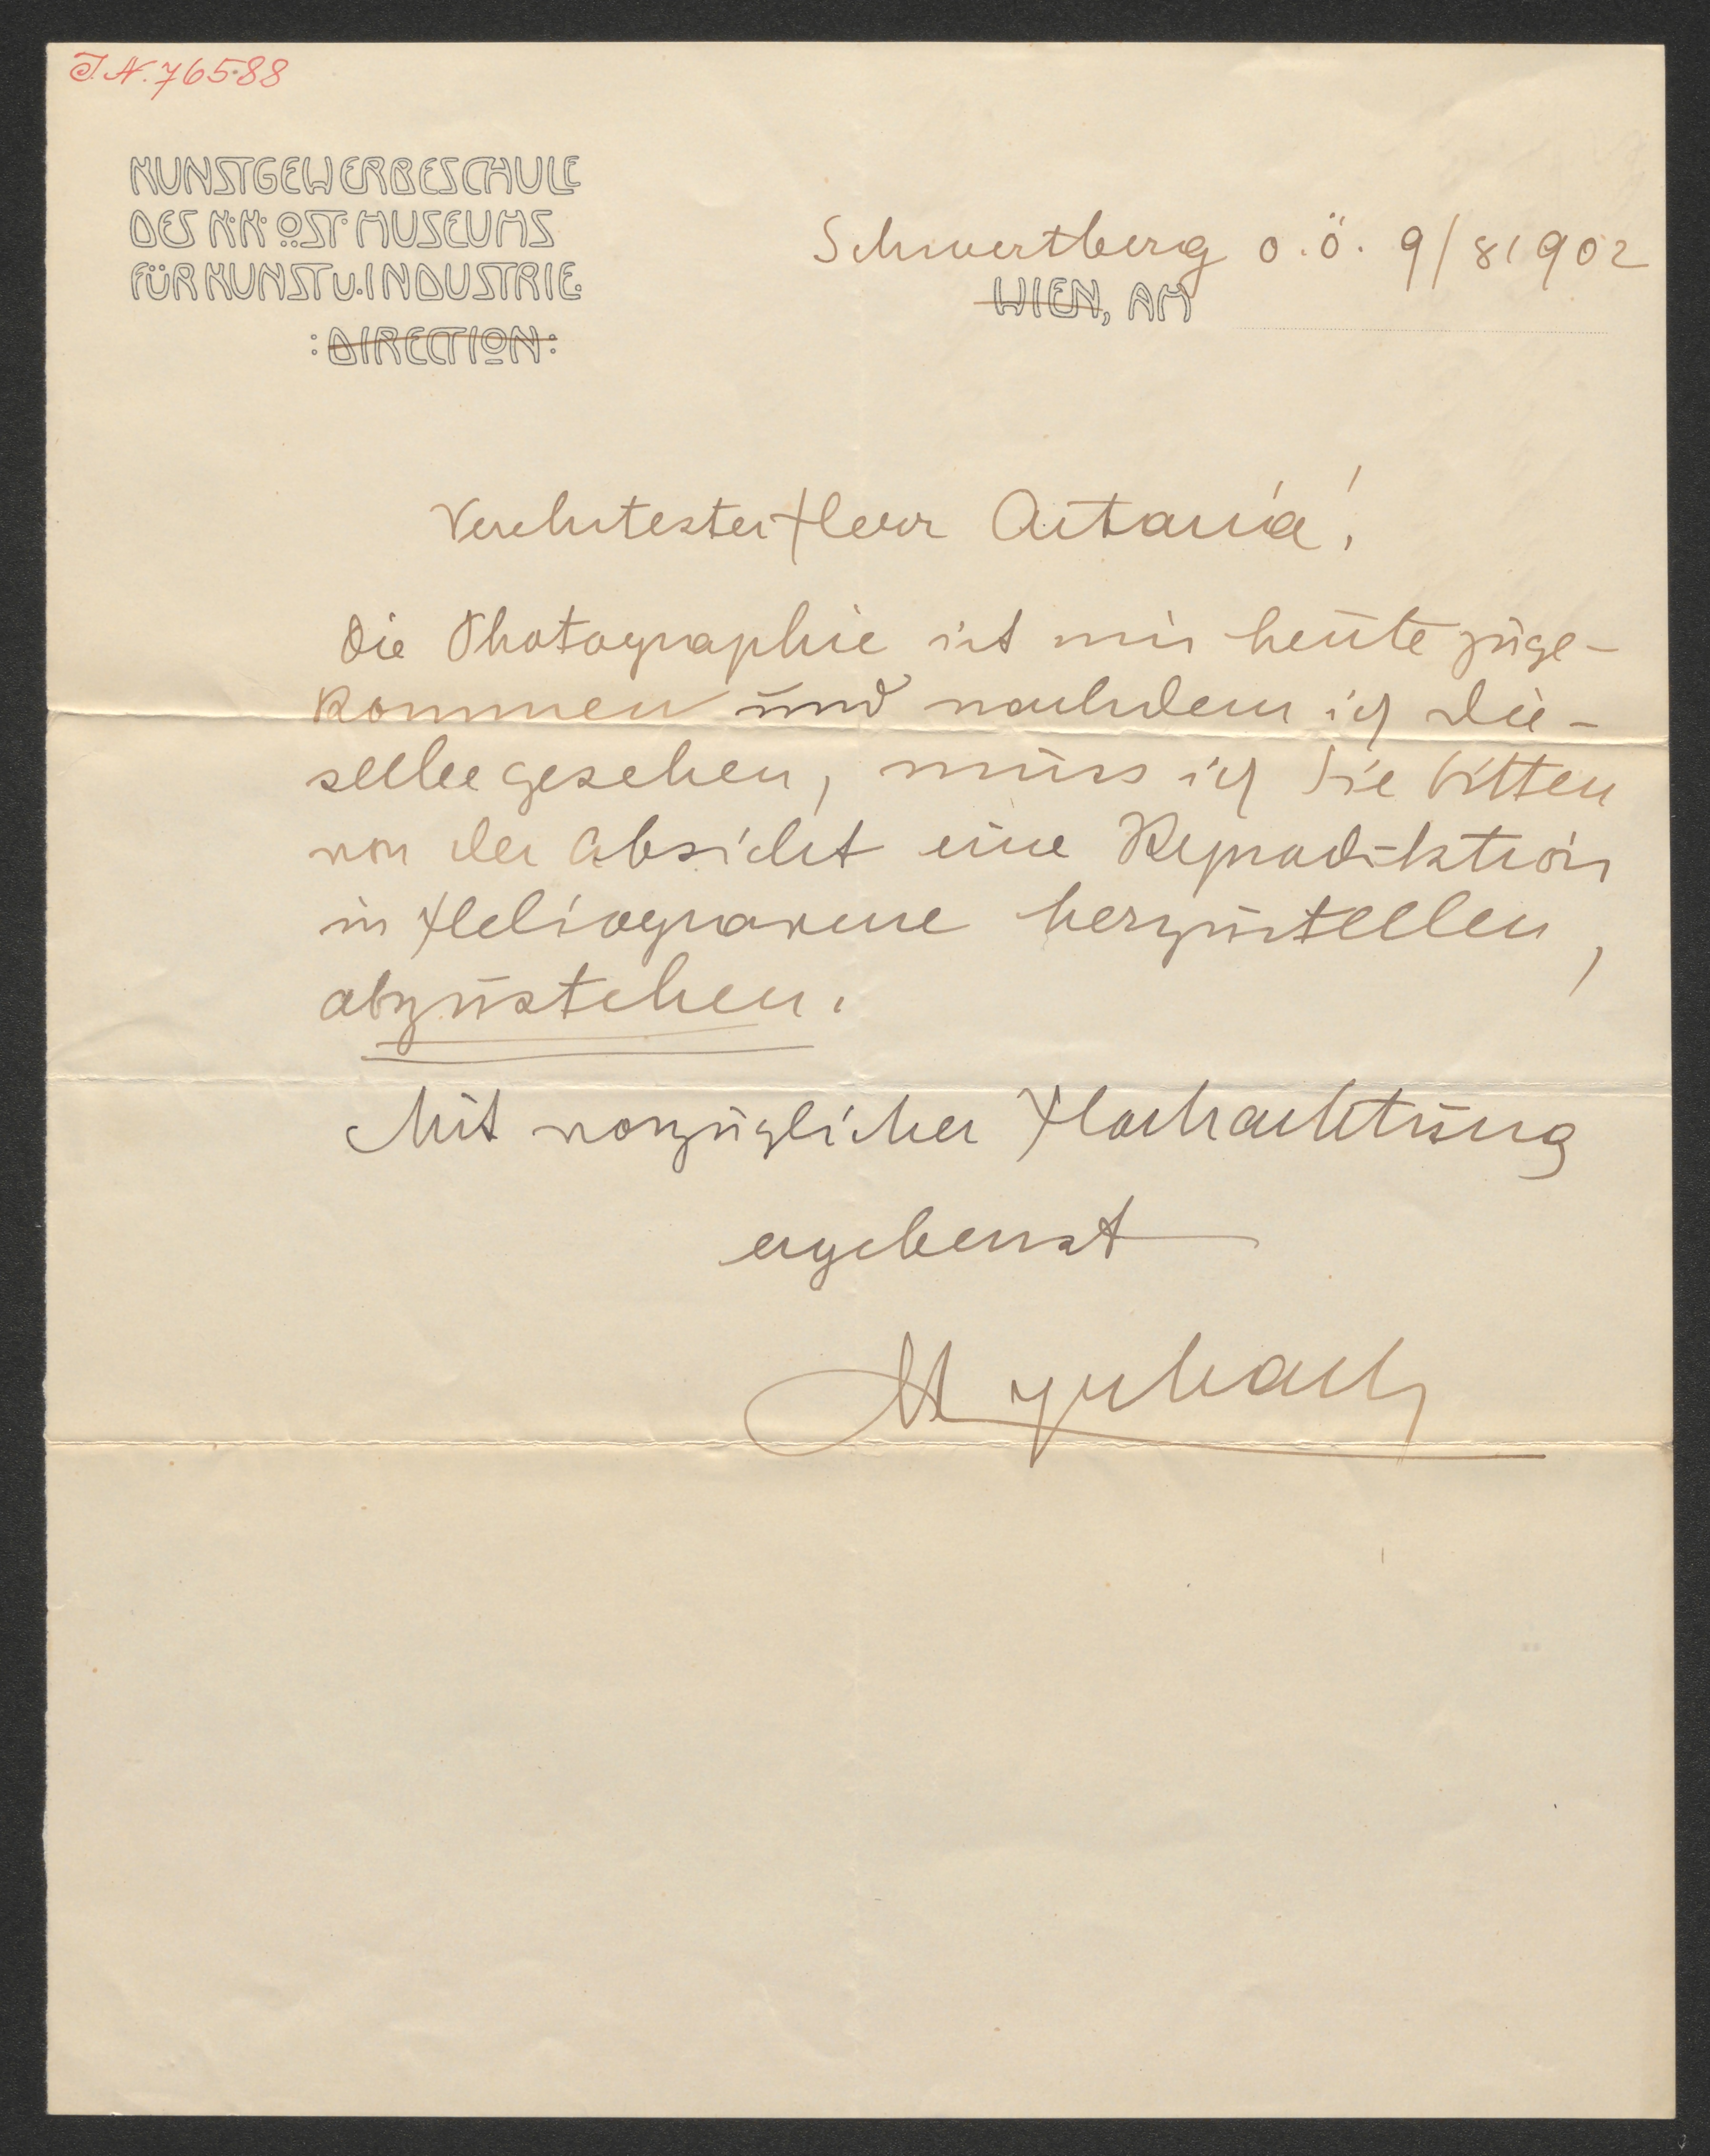 J.N. 76588
KUNSTGEWERBESCHULE
DES K·K· ÖST· MUSEUMS
FÜR KUNST U. INDUSTRIE
:DIRECTION:
Schwertberg O.Ö. 9/8 1902
WIEN, AM
Verehrtester Herr Artaria!
Die Photographie ist mir heute zuge-
kommen und nachdem ich die-
selbe gesehen, muss ich Sie bitten
von der Absicht eine Reproduktion
in Heliogravure herzustellen,
abzustehen.
Mit vorzüglicher Hochachtung
ergebenst
Myrbach